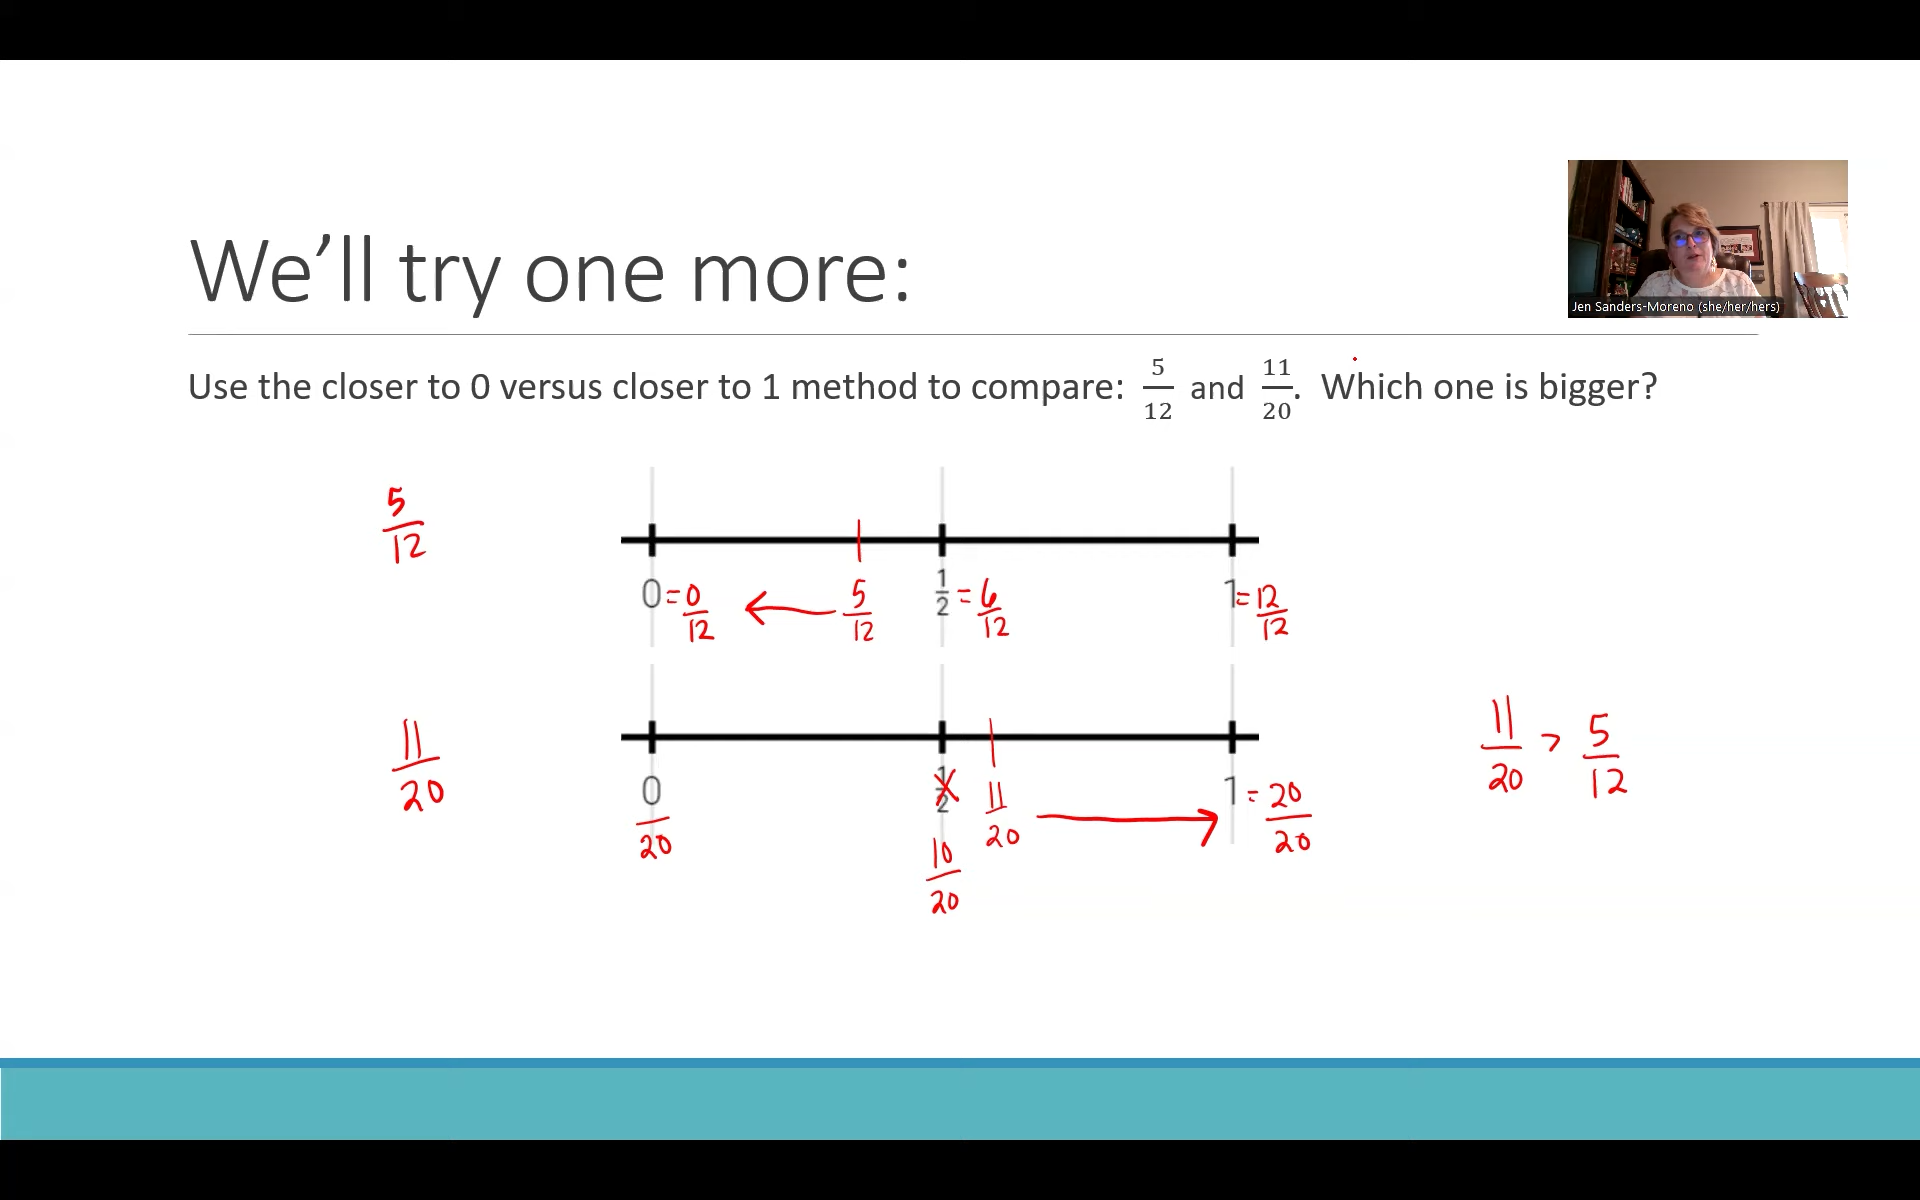 We’ll try one more:
Jen Sanders-Moreno (she/her/hers)
Use the closer to 0 versus closer to 1 method to compare: 5/12 and 11/20. Which one is bigger?
5/12
0 = 0/12 ← 5/12 1/2 = 6/12 1 = 12/12
11/20
0/20 1/2 10/20 11/20 → 1 = 20/20
11/20 > 5/12